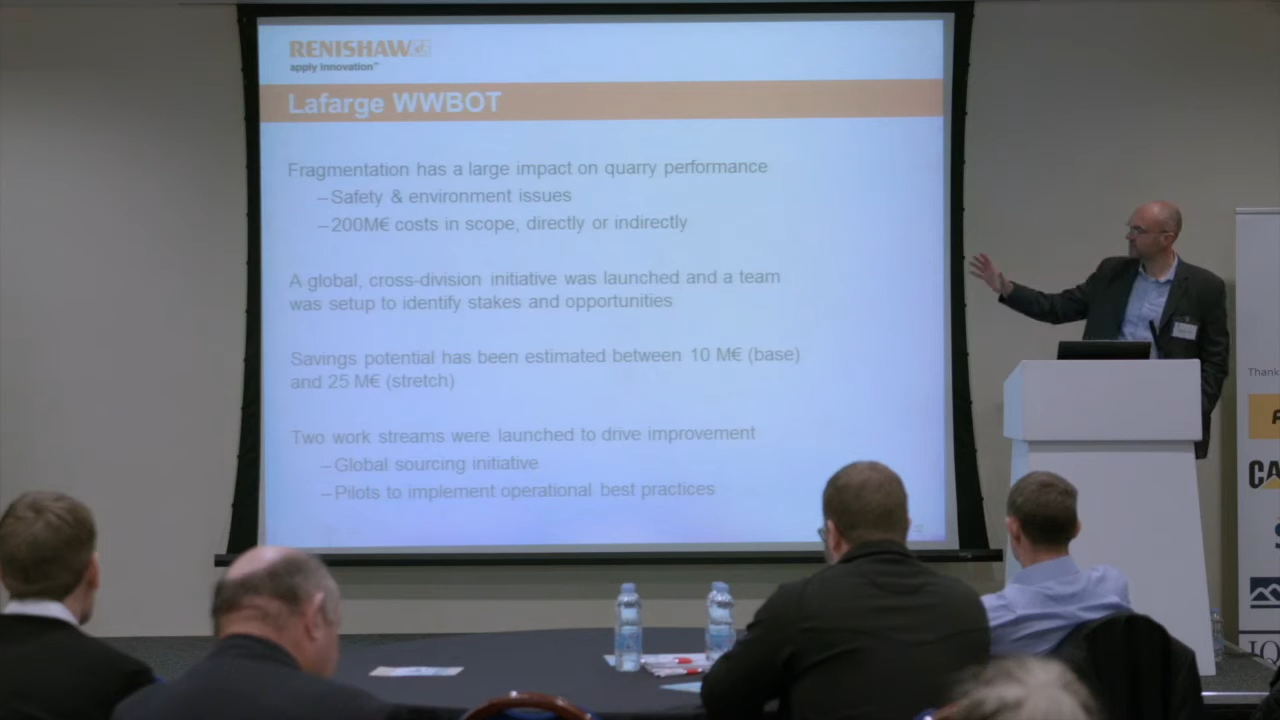 RENISHAW
apply innovation™
Lafarge WWBOT
Fragmentation has a large impact on quarry performance
–Safety & environment issues
–200M€ costs in scope, directly or indirectly
A global, cross-division initiative was launched and a team
was setup to identify stakes and opportunities
Savings potential has been estimated between 10 M€ (base)
and 25 M€ (stretch)
Two work streams were launched to drive improvement
–Global sourcing initiative
–Pilots to implement operational best practices
Thank
CA
IQ